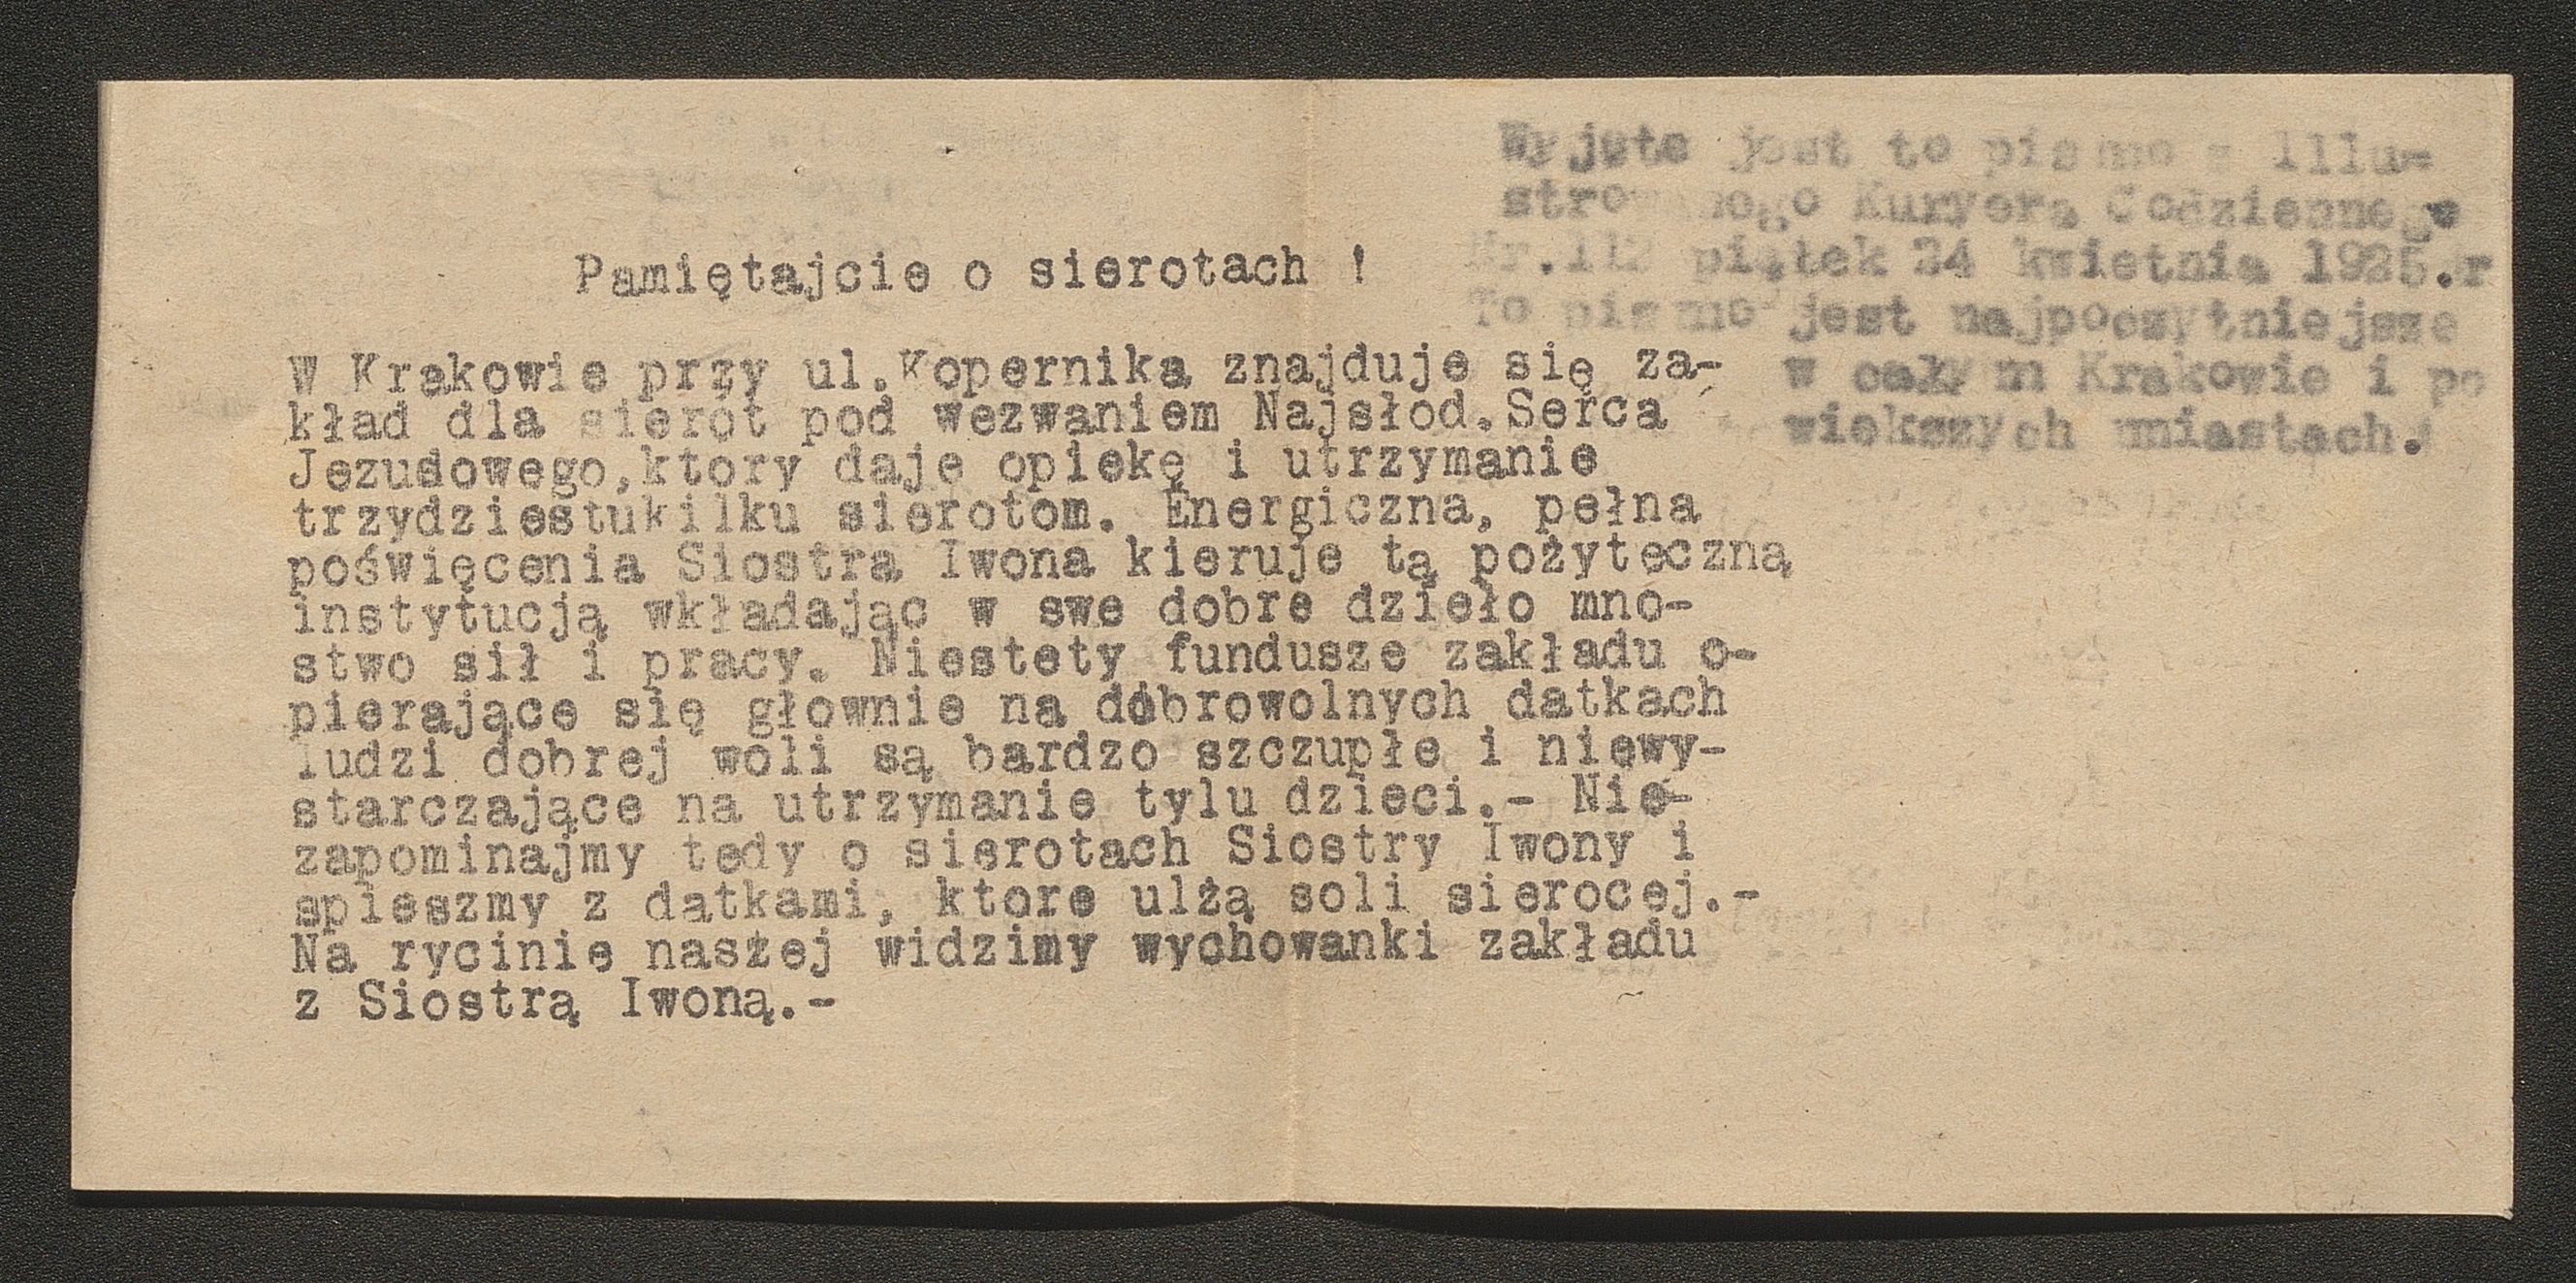 Wyjęte jest to pismo z Illu-
strowanego Kuryera Codziennego
Nr.112 piątek 24 kwietnia 1925.r
To pismo jest najpoczytniejsze
w całym Krakowie i po
większych miastach.
Pamiętajcie o sierotach !
W Krakowie przy ul.Kopernika znajduje się za-
kład dla sierot pod wezwaniem Najsłod.Serca
Jezusowego,ktory daje opiekę i utrzymanie
trzydziestukilku sierotom. Energiczna, pełna
poświęcenia Siostra Iwona kieruje tą pożyteczną
instytucją wkładając w swe dobre dzieło mno-
stwo sił i pracy. Niestety fundusze zakładu o-
pierające się głownie na dobrowolnych datkach
ludzi dobrej woli są bardzo szczupłe i niewy-
starczające na utrzymanie tylu dzieci.- Nie-
zapominajmy tedy o sierotach Siostry Iwony i
spieszmy z datkami, ktore ulżą soli sierocej.-
Na rycinie naszej widzimy wychowanki zakładu
z Siostrą Iwoną.-